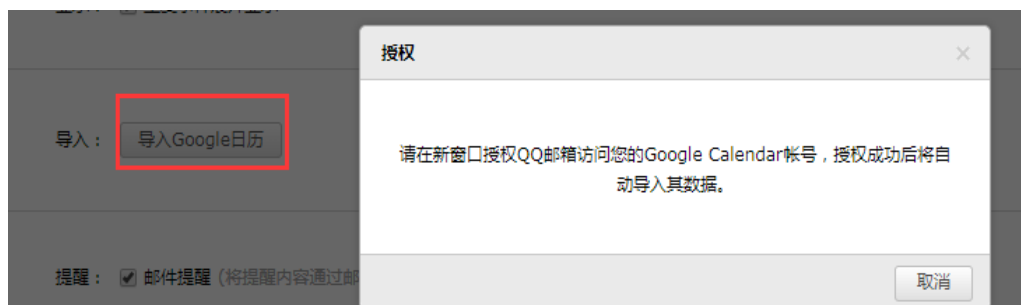 授权
导入： 导入Google日历
请在新窗口授权QQ邮箱访问您的Google Calendar帐号，授权成功后将自
动导入其数据。
提醒： 邮件提醒 (将提醒内容通过邮
取消